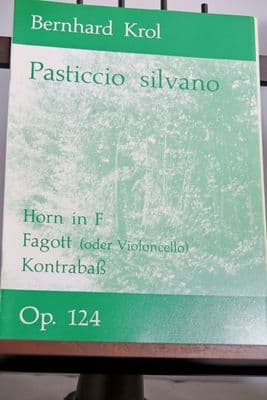 Bernhard Krol
Pasticcio silvano
Horn in F
Fagott (oder Violoncello)
Kontrabaß
Op. 124